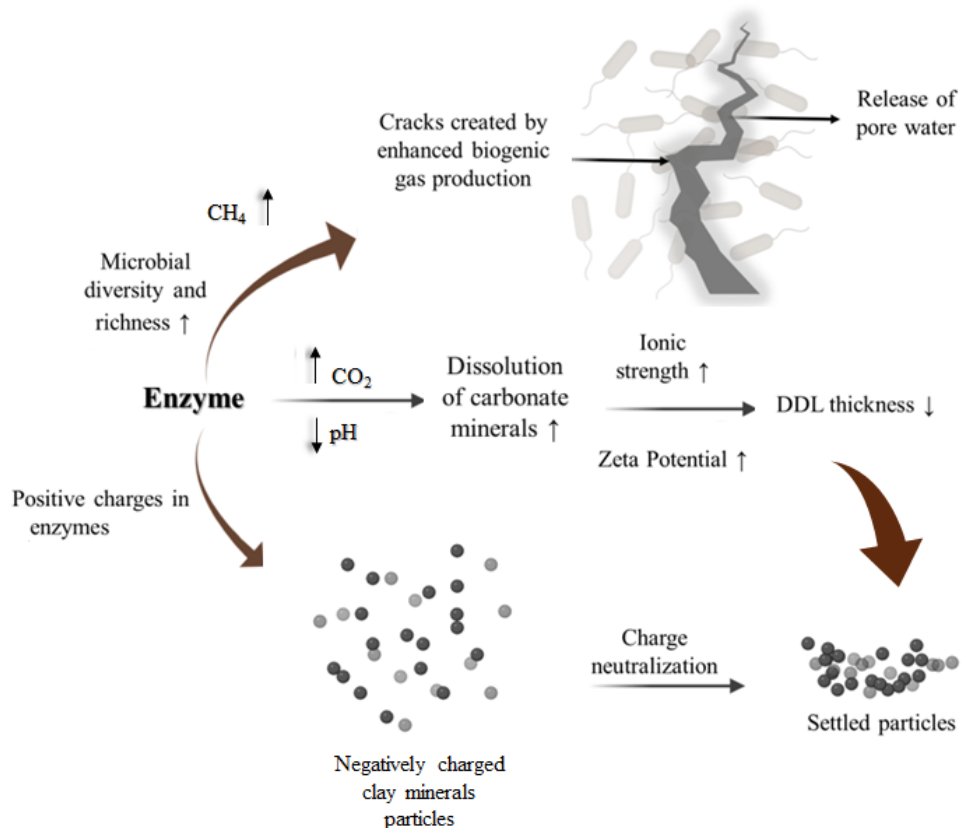 Cracks created by
enhanced biogenic
gas production
Release of
pore water
CH₄ ↑
Microbial
diversity and
richness ↑
Enzyme
↑ CO₂
↓ pH
Dissolution
of carbonate
minerals ↑
Ionic
strength ↑
Zeta Potential ↑
DDL thickness ↓
Positive charges in
enzymes
Negatively charged
clay minerals
particles
Charge
neutralization
Settled particles